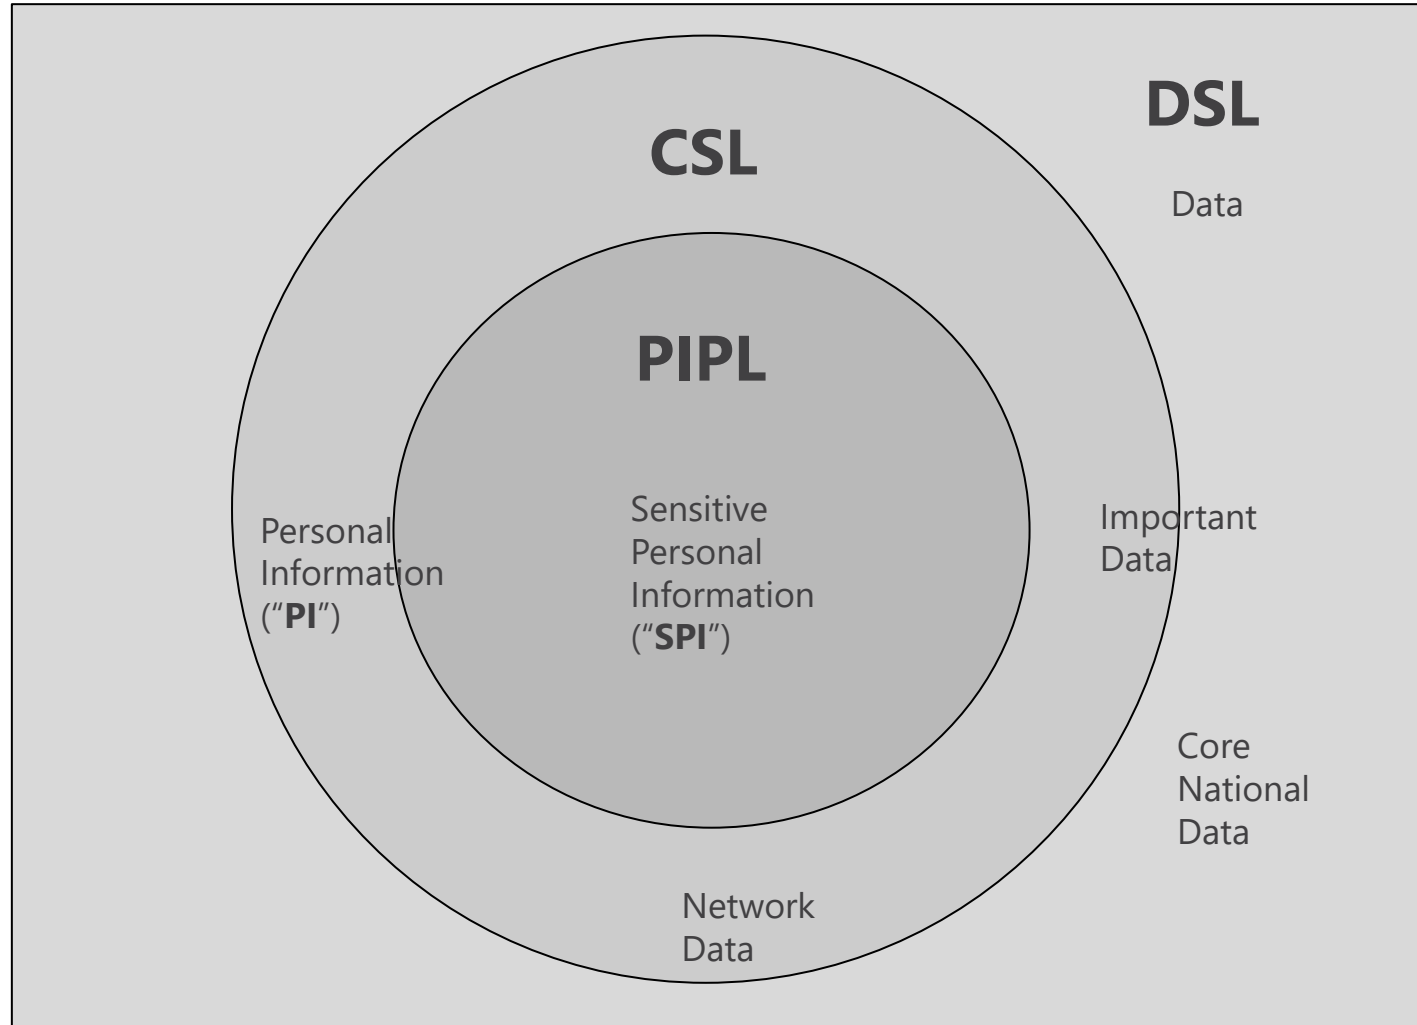 DSL
CSL
Data
PIPL
Sensitive
Personal
Information
(“SPI”)
Personal
Information
(“PI”)
Important
Data
Core
National
Data
Network
Data